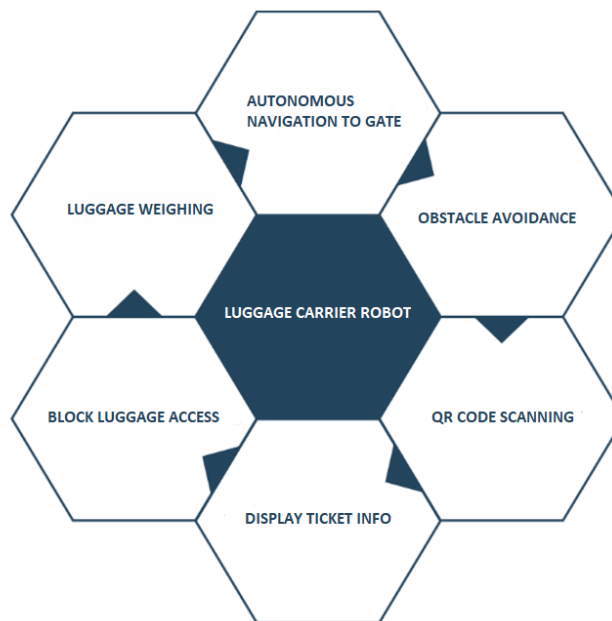 AUTONOMOUS
NAVIGATION TO GATE
LUGGAGE WEIGHING
OBSTACLE AVOIDANCE
LUGGAGE CARRIER ROBOT
BLOCK LUGGAGE ACCESS
QR CODE SCANNING
DISPLAY TICKET INFO